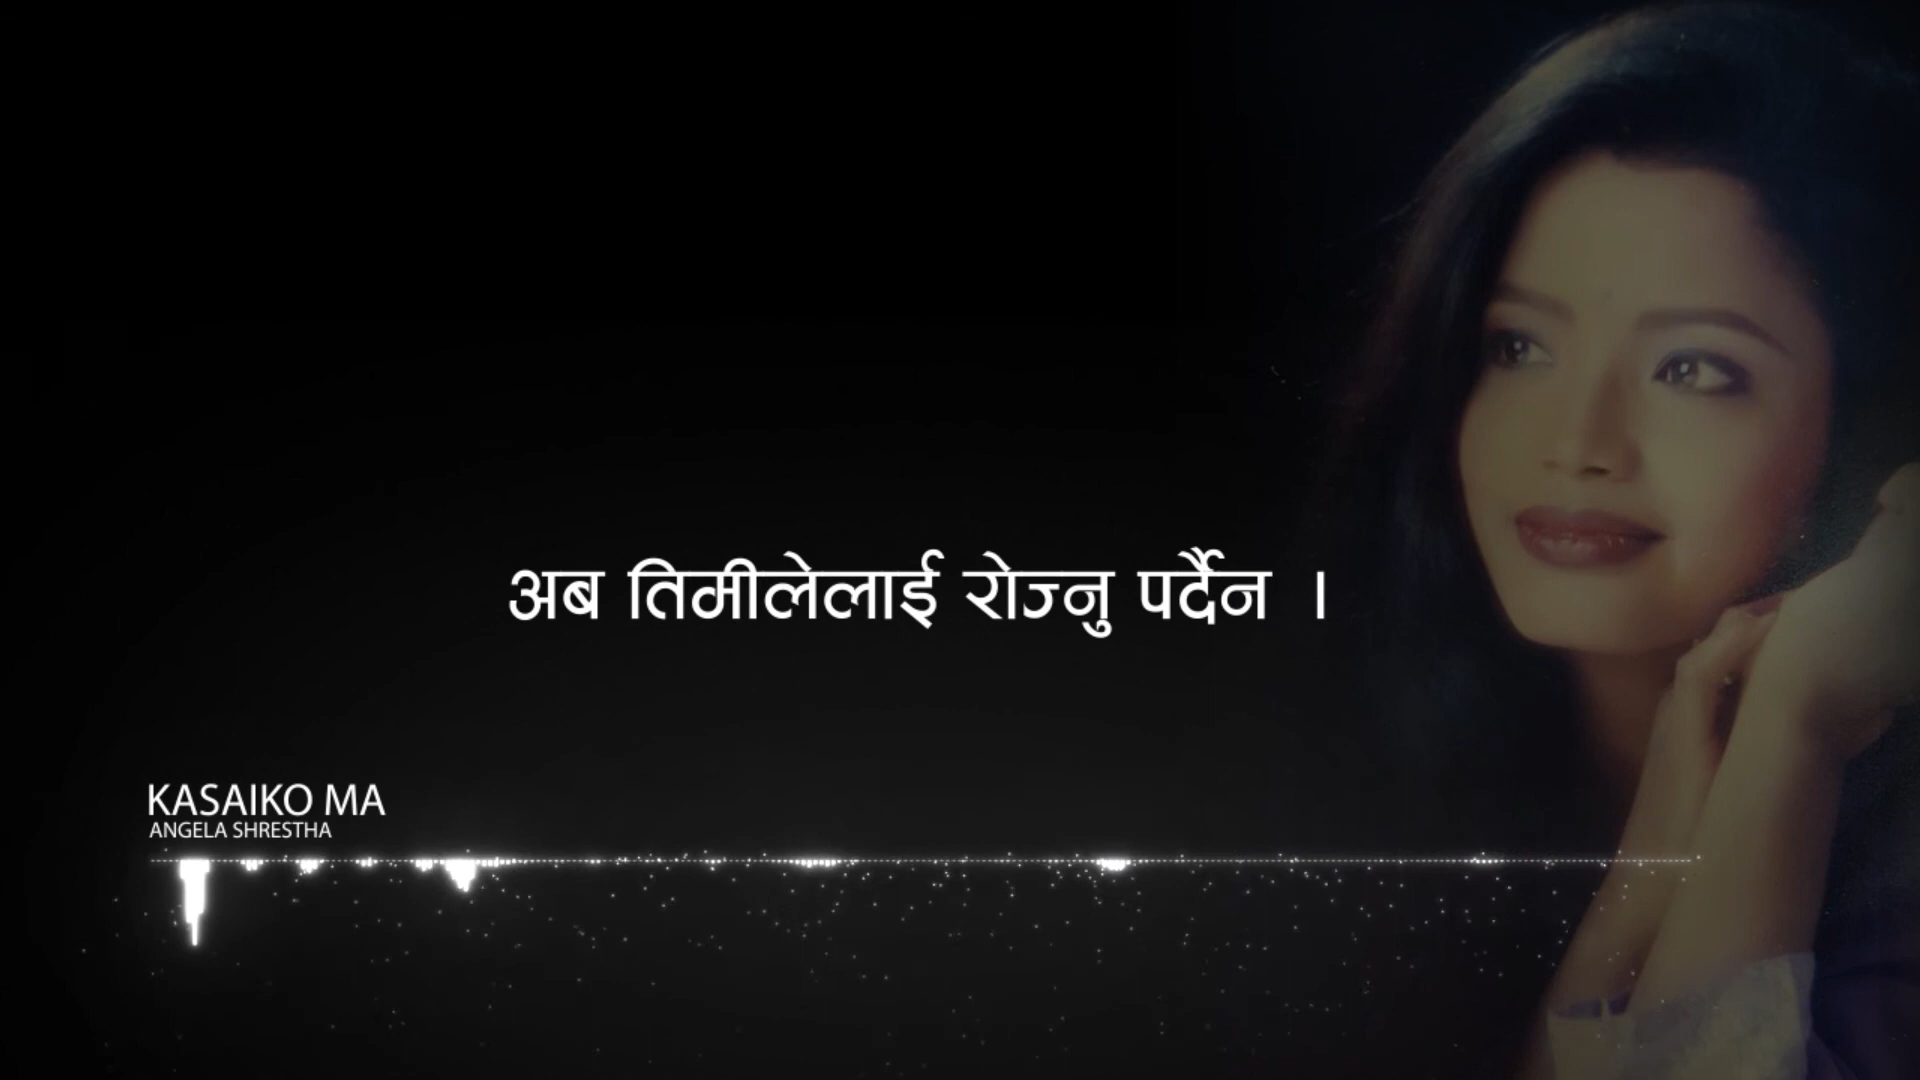 अब तिमीलेलाई रोज्नु पर्दैन ।
KASAIKO MA
ANGELA SHRESTHA